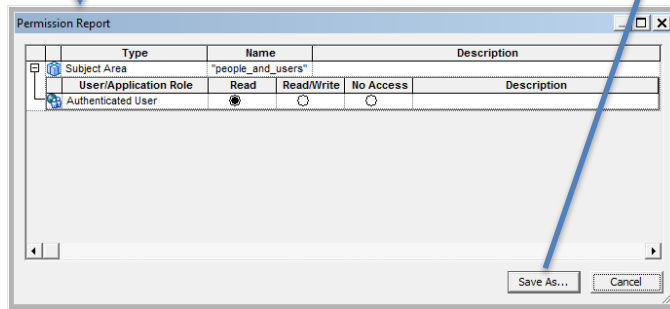 Permission Report
Type Name Description
Subject Area "people_and_users"
User/Application Role Read Read/Write No Access Description
Authenticated User
Save As... Cancel